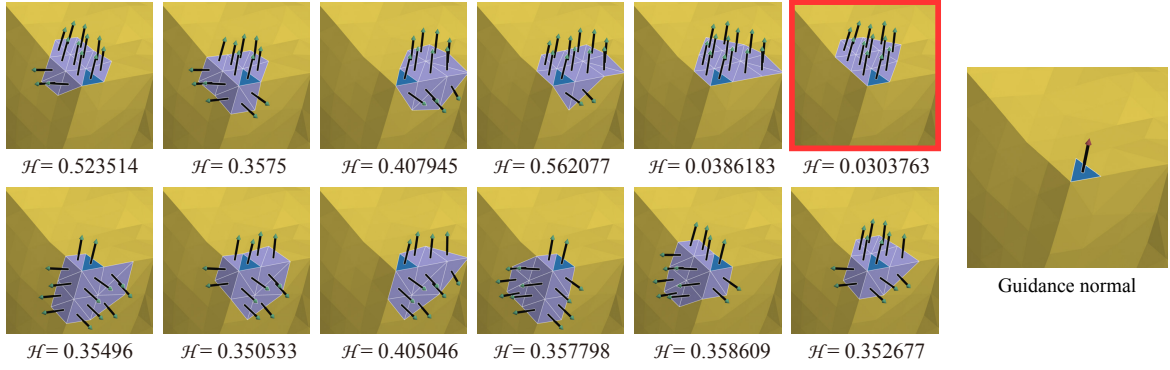 ℋ = 0.523514 ℋ = 0.3575 ℋ = 0.407945 ℋ = 0.562077 ℋ = 0.0386183 ℋ = 0.0303763
ℋ = 0.35496 ℋ = 0.350533 ℋ = 0.405046 ℋ = 0.357798 ℋ = 0.358609 ℋ = 0.352677
Guidance normal